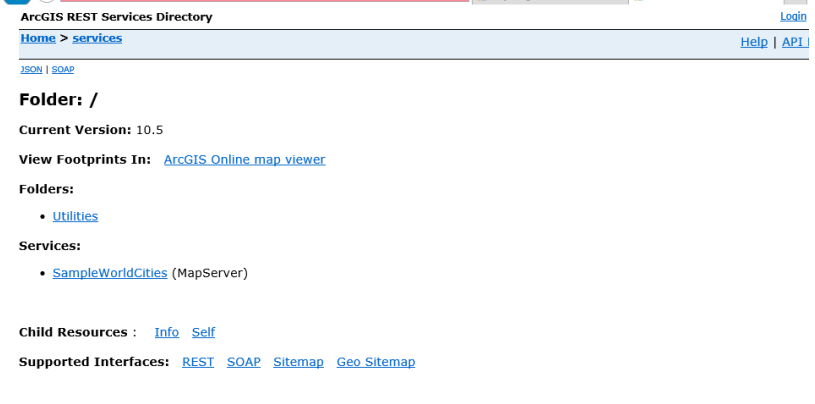 ArcGIS REST Services Directory Login
Home > services Help | API
JSON | SOAP
Folder: /
Current Version: 10.5
View Footprints In: ArcGIS Online map viewer
Folders:
• Utilities
Services:
• SampleWorldCities (MapServer)
Child Resources : Info Self
Supported Interfaces: REST SOAP Sitemap Geo Sitemap